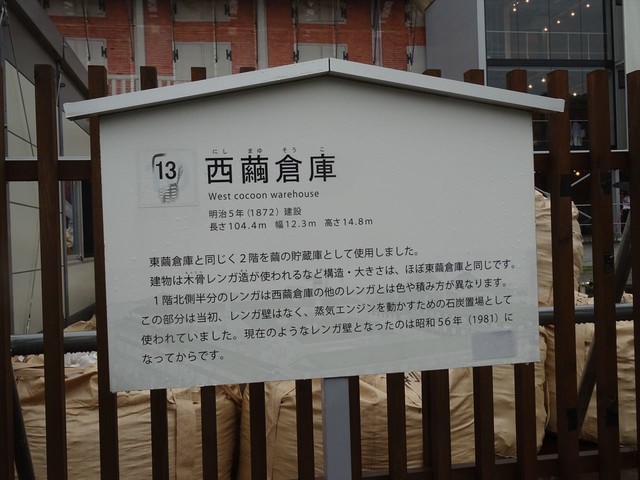 13
にし まゆ そう こ
西繭倉庫
West cocoon warehouse
明治5年(1872) 建設
長さ104.4m 幅12.3m 高さ14.8m
東繭倉庫と同じく2階を繭の貯蔵庫として使用しました。
建物は木骨レンガ造が使われるなど構造・大きさは、ほぼ東繭倉庫と同じです。
1階北側半分のレンガは西繭倉庫の他のレンガとは色や積み方が異なります。
この部分は当初、レンガ壁はなく、蒸気エンジンを動かすための石炭置場として
使われていました。現在のようなレンガ壁となったのは昭和56年(1981)に
なってからです。